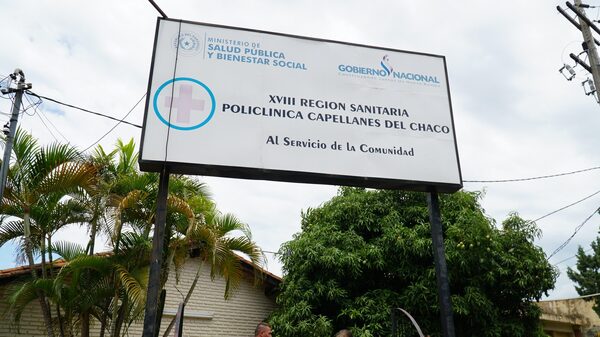 MINISTERIO DE
SALUD PÚBLICA
Y BIENESTAR SOCIAL
GOBIERNO NACIONAL
XVIII REGION SANITARIA
POLICLINICA CAPELLANES DEL CHACO
Al Servicio de la Comunidad